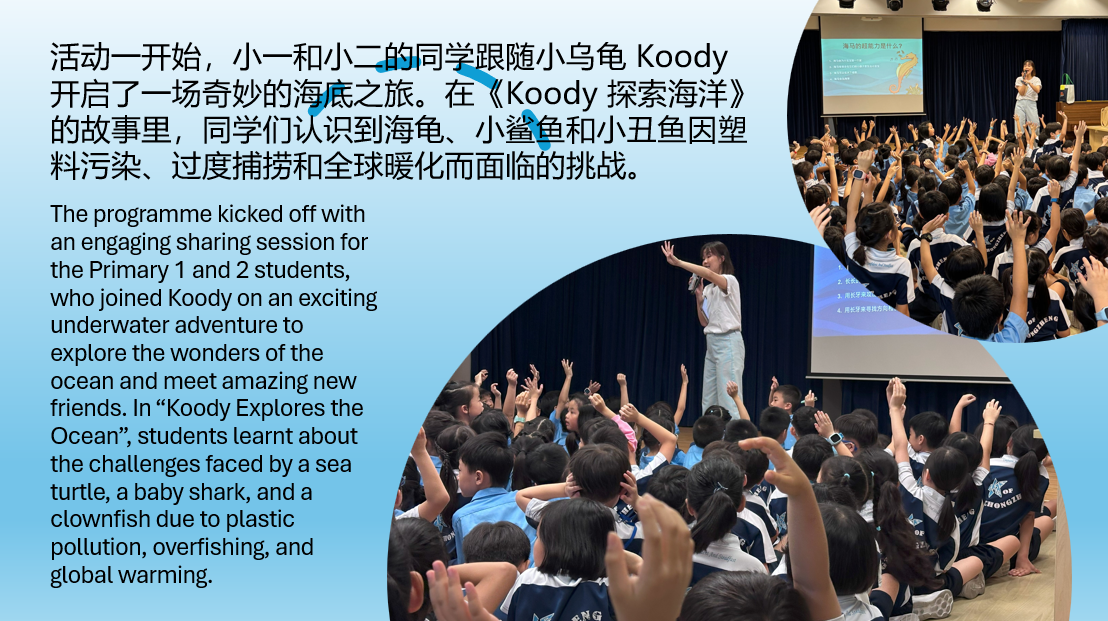 活动一开始，小一和小二的同学跟随小乌龟 Koody
开启了一场奇妙的海底之旅。在《Koody 探索海洋》
的故事里，同学们认识到海龟、小鲨鱼和小丑鱼因塑
料污染、过度捕捞和全球暖化而面临的挑战。
The programme kicked off with
an engaging sharing session for
the Primary 1 and 2 students,
who joined Koody on an exciting
underwater adventure to
explore the wonders of the
ocean and meet amazing new
friends. In “Koody Explores the
Ocean”, students learnt about
the challenges faced by a sea
turtle, a baby shark, and a
clownfish due to plastic
pollution, overfishing, and
global warming.
海马的超能力是什么？
OF